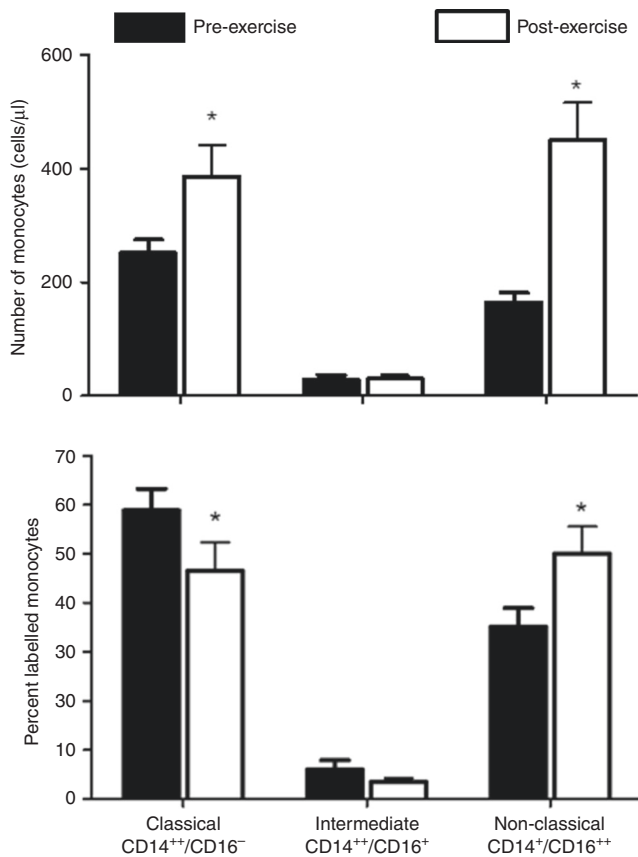 Pre-exercise
Post-exercise
Number of monocytes (cells/μl)
600
400
200
0
*
*
Percent labelled monocytes
70
60
50
40
30
30
10
0
*
*
Classical
CD14⁺⁺/CD16⁻
Intermediate
CD14⁺⁺/CD16⁺
Non-classical
CD14⁺/CD16⁺⁺